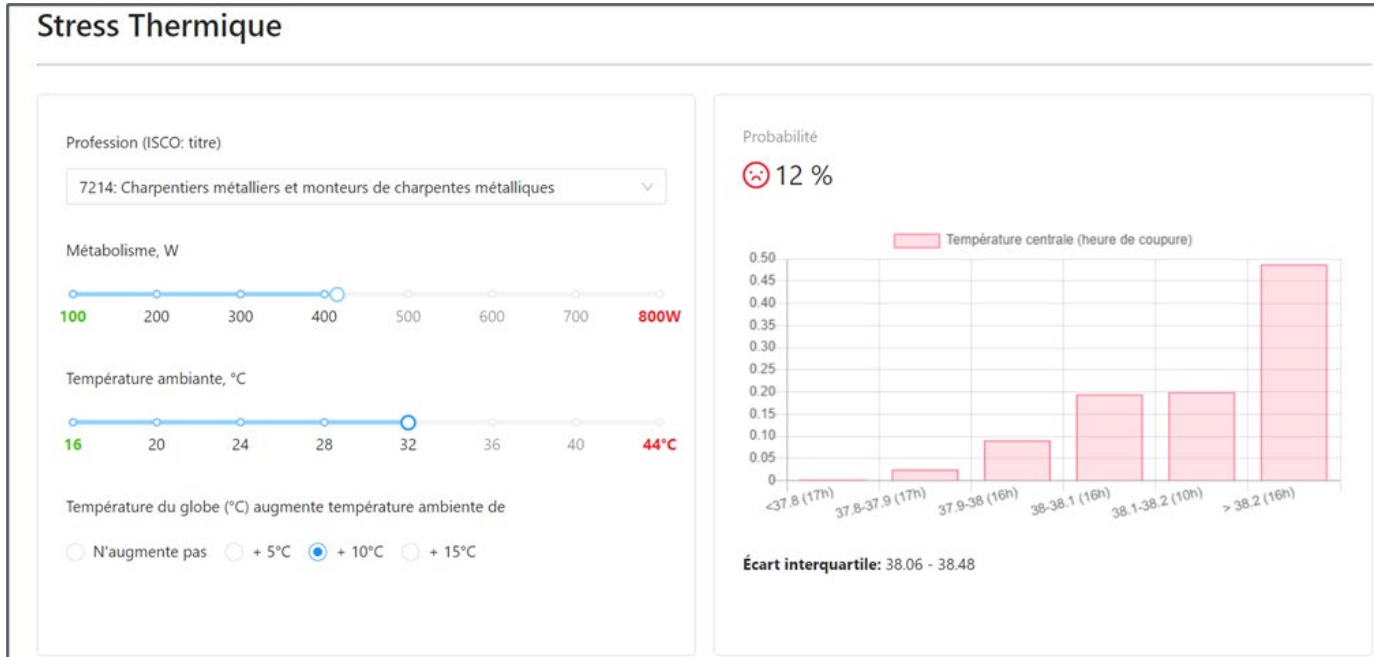 Stress Thermique
Profession (ISCO: titre)
7214: Charpentiers métalliers et monteurs de charpentes métalliques
Métabolisme, W
100 200 300 400 500 600 700 800W
Température ambiante, °C
16 20 24 28 32 36 40 44°C
Température du globe (°C) augmente température ambiente de
N'augmente pas + 5°C + 10°C + 15°C
Probabilité
12 %
Température centrale (heure de coupure)
0.50
0.45
0.40
0.35
0.30
0.25
0.20
0.15
0.10
0.05
0
<37.8 (17h) 37.8-37.9 (17h) 37.9-38 (16h) 38-38.1 (16h) 38.1-38.2 (10h) > 38.2 (16h)
Écart interquartile: 38.06 - 38.48